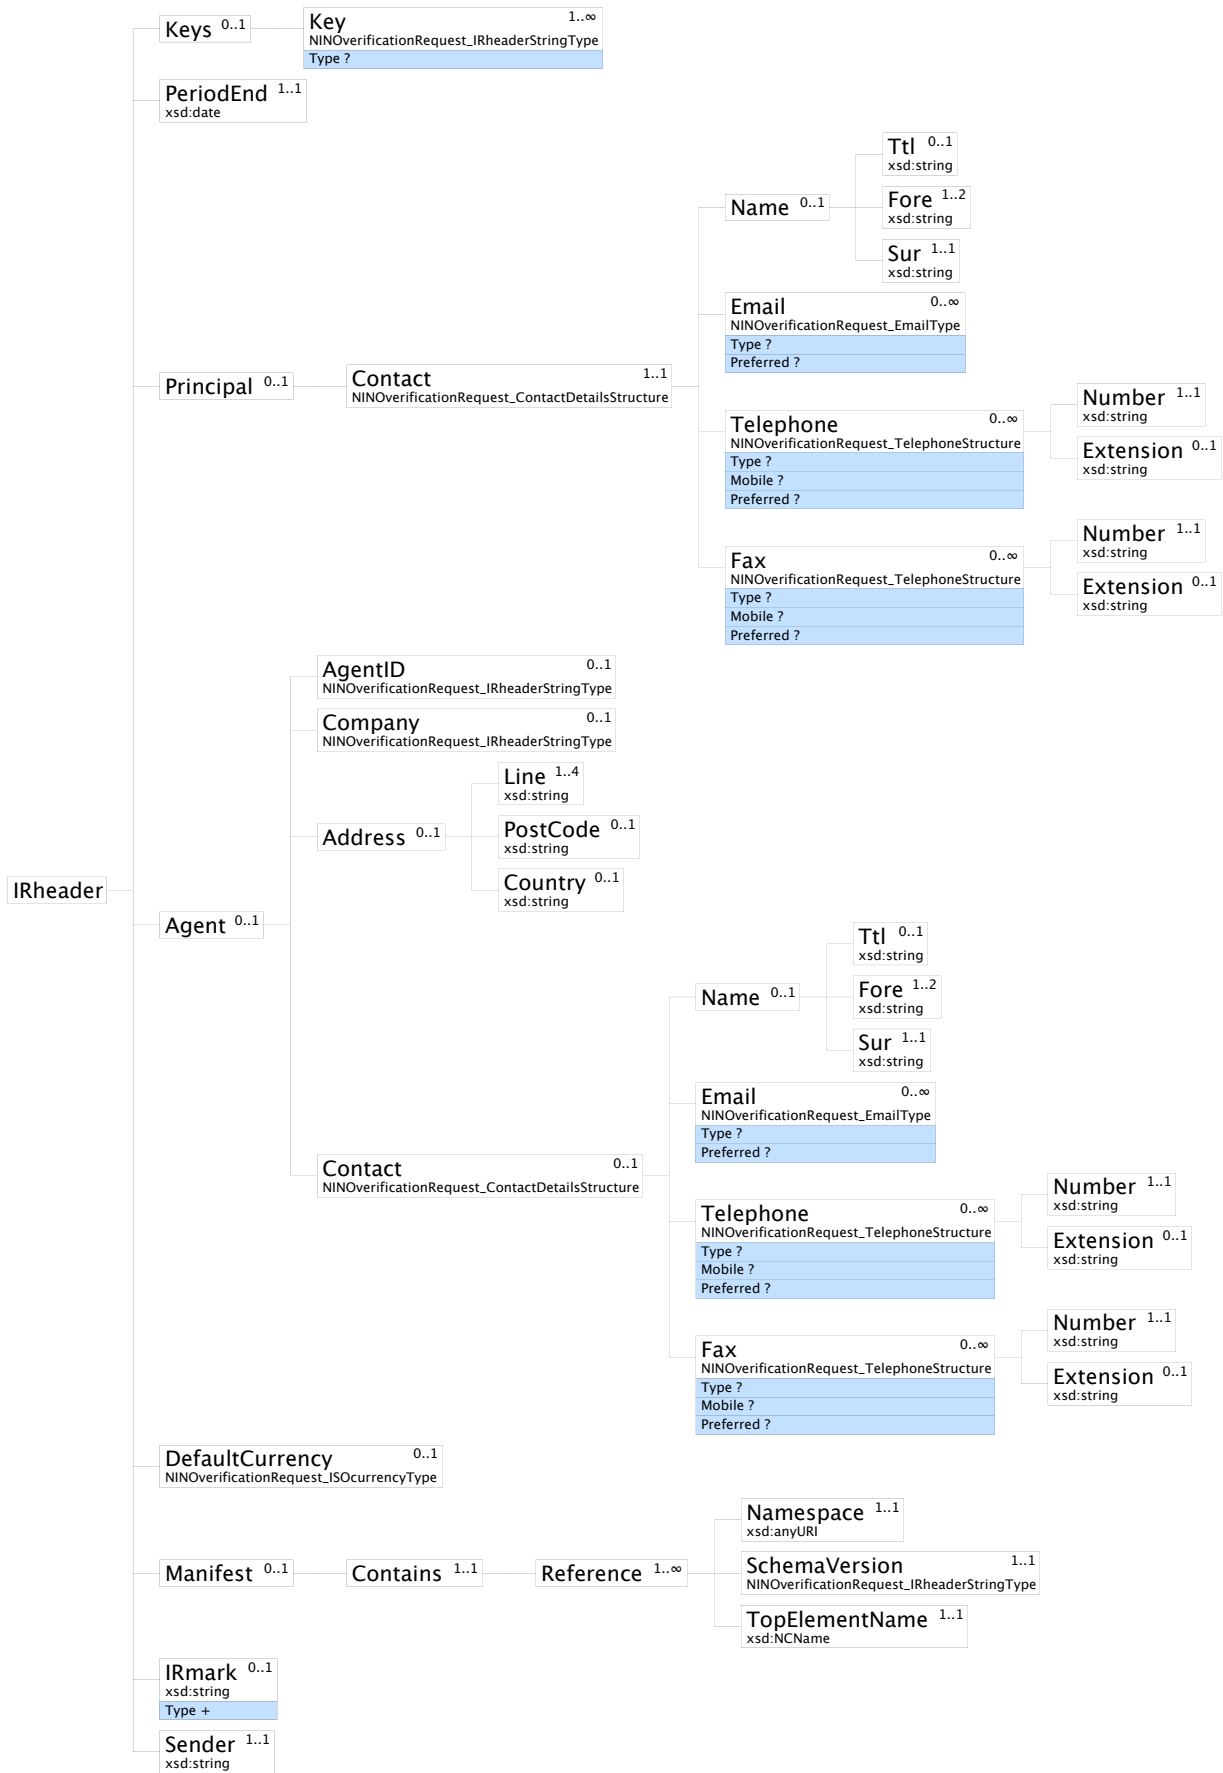 Keys 0..1
Key 1..∞
NINOverificationRequest_IRheaderStringType
Type ?
PeriodEnd 1..1
xsd:date
Ttl 0..1
xsd:string
Name 0..1
Fore 1..2
xsd:string
Sur 1..1
xsd:string
Email 0..∞
NINOverificationRequest_EmailType
Type ?
Preferred ?
Principal 0..1
Contact 1..1
NINOverificationRequest_ContactDetailsStructure
Telephone 0..∞
NINOverificationRequest_TelephoneStructure
Type ?
Mobile ?
Preferred ?
Number 1..1
xsd:string
Extension 0..1
xsd:string
Fax 0..∞
NINOverificationRequest_TelephoneStructure
Type ?
Mobile ?
Preferred ?
Number 1..1
xsd:string
Extension 0..1
xsd:string
AgentID 0..1
NINOverificationRequest_IRheaderStringType
Company 0..1
NINOverificationRequest_IRheaderStringType
Line 1..4
xsd:string
Address 0..1
PostCode 0..1
xsd:string
Country 0..1
xsd:string
IRheader
Agent 0..1
Ttl 0..1
xsd:string
Name 0..1
Fore 1..2
xsd:string
Sur 1..1
xsd:string
Email 0..∞
NINOverificationRequest_EmailType
Type ?
Preferred ?
Contact 0..1
NINOverificationRequest_ContactDetailsStructure
Telephone 0..∞
NINOverificationRequest_TelephoneStructure
Type ?
Mobile ?
Preferred ?
Number 1..1
xsd:string
Extension 0..1
xsd:string
Fax 0..∞
NINOverificationRequest_TelephoneStructure
Type ?
Mobile ?
Preferred ?
Number 1..1
xsd:string
Extension 0..1
xsd:string
DefaultCurrency 0..1
NINOverificationRequest_ISOcurrencyType
Manifest 0..1
Contains 1..1
Reference 1..∞
Namespace 1..1
xsd:anyURI
SchemaVersion 1..1
NINOverificationRequest_IRheaderStringType
TopElementName 1..1
xsd:NCName
IRmark 0..1
xsd:string
Type +
Sender 1..1
xsd:string